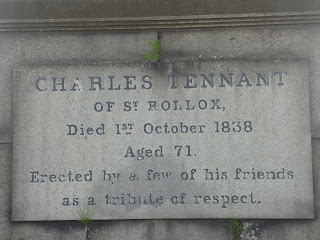 CHARLES TENNANT
OF ST ROLLOX,
Died 1ST October 1838
Aged 71.
Erected by a few of his friends
as a tribute of respect.